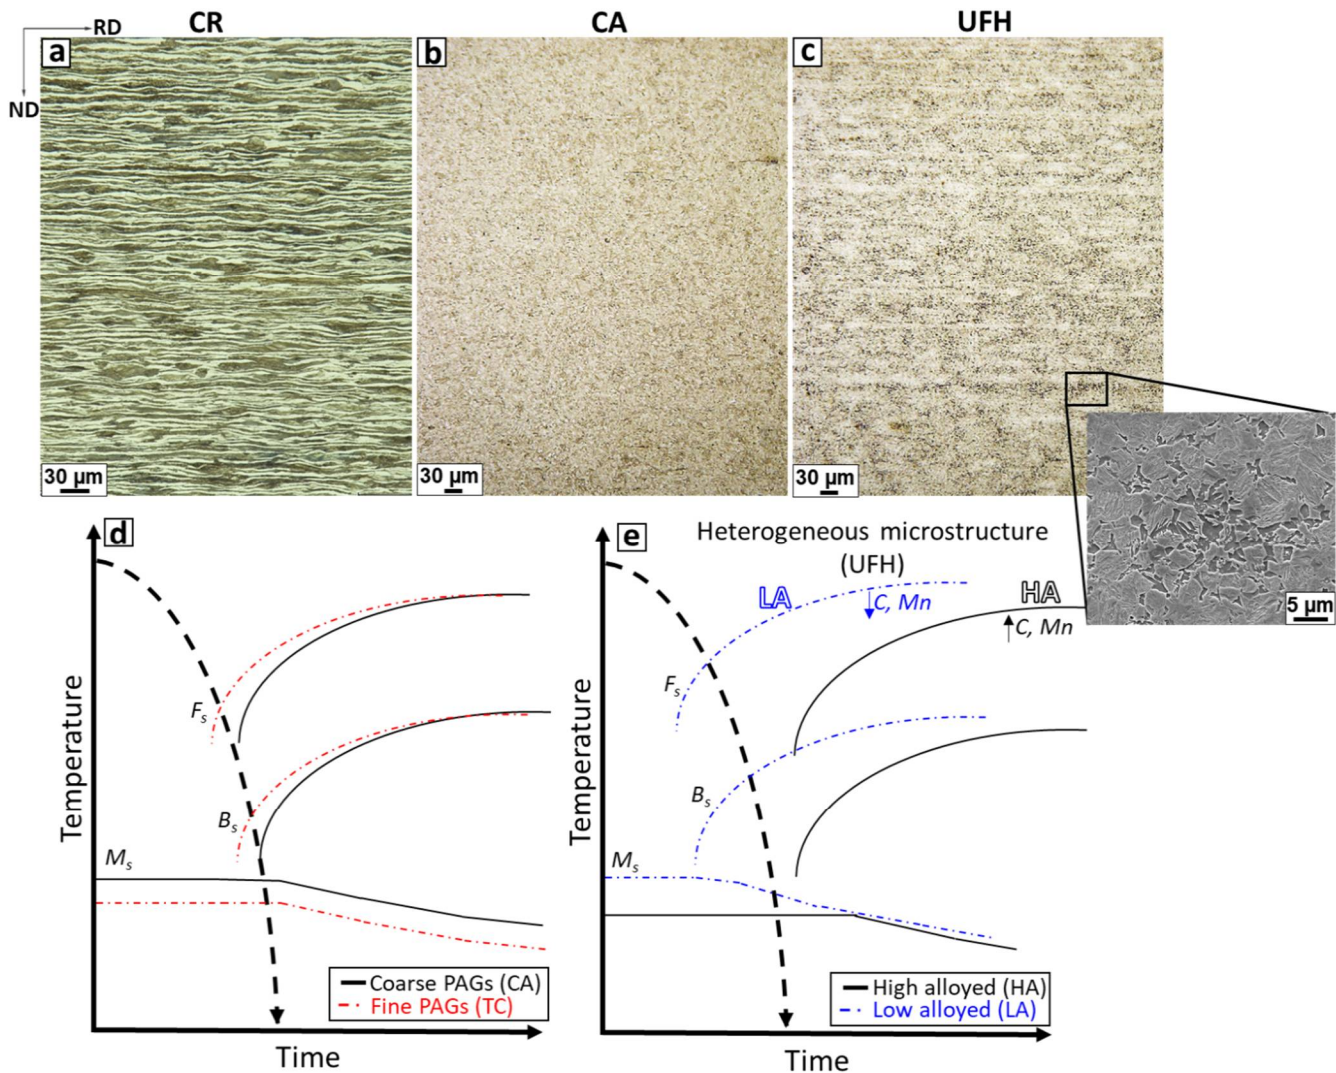 CR
CA
UFH
RD
ND
a
b
c
30 µm
30 µm
30 µm
5 µm
d
Temperature
Fs
Bs
Ms
Coarse PAGs (CA)
Fine PAGs (TC)
Time
e
Heterogeneous microstructure
(UFH)
LA
C, Mn
HA
C, Mn
Temperature
Fs
Bs
Ms
High alloyed (HA)
Low alloyed (LA)
Time